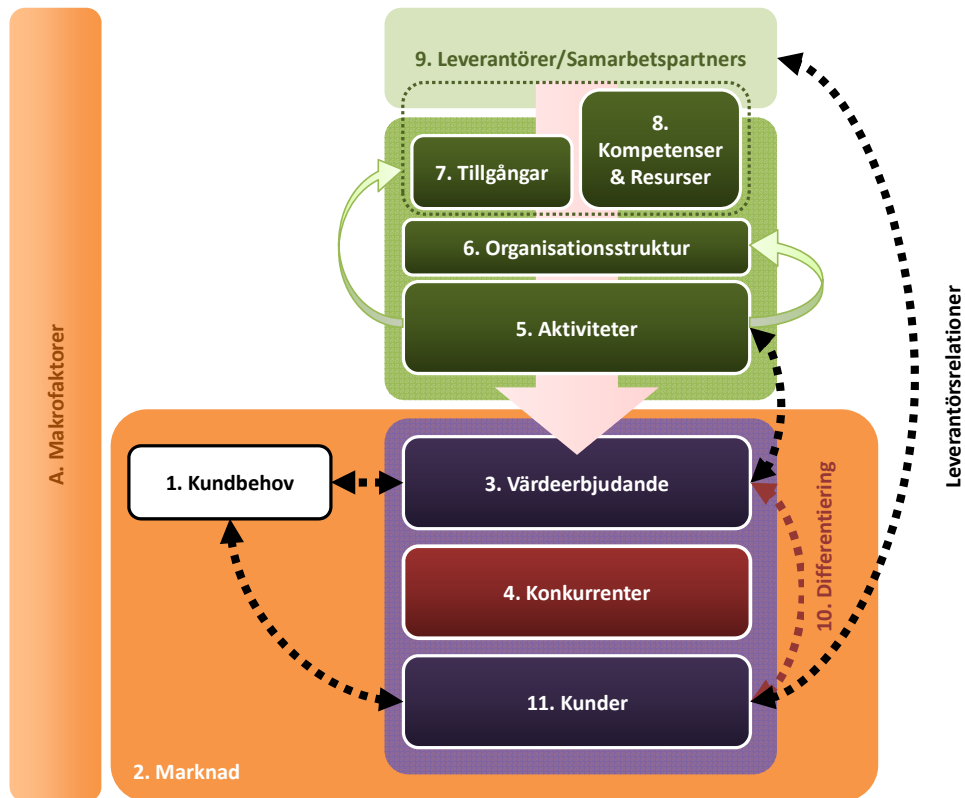 9. Leverantörer/Samarbetspartners
8.
Kompetenser
& Resurser
7. Tillgångar
6. Organisationsstruktur
5. Aktiviteter
A. Makrofaktorer
Leverantörsrelationer
1. Kundbehov
3. Värdeerbjudande
4. Konkurrenter
10. Differentiering
11. Kunder
2. Marknad